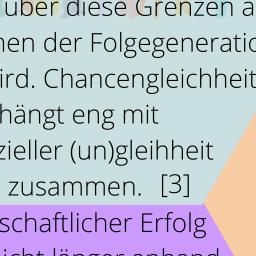 über diese Grenzen a
nen der Folgegeneratio
ird. Chancengleichheit
hängt eng mit
zieller (un)gleihheit
zusammen. [3]
schaftlicher Erfolg
icht länger anhand